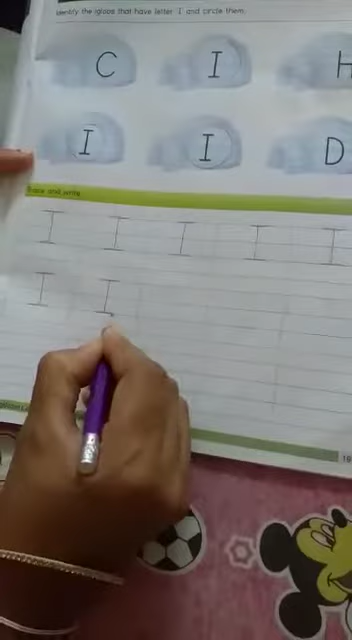 Identify the igloos that have letter 'I' and circle them.
C I H
I I D
Trace and write
I I I I I
I I